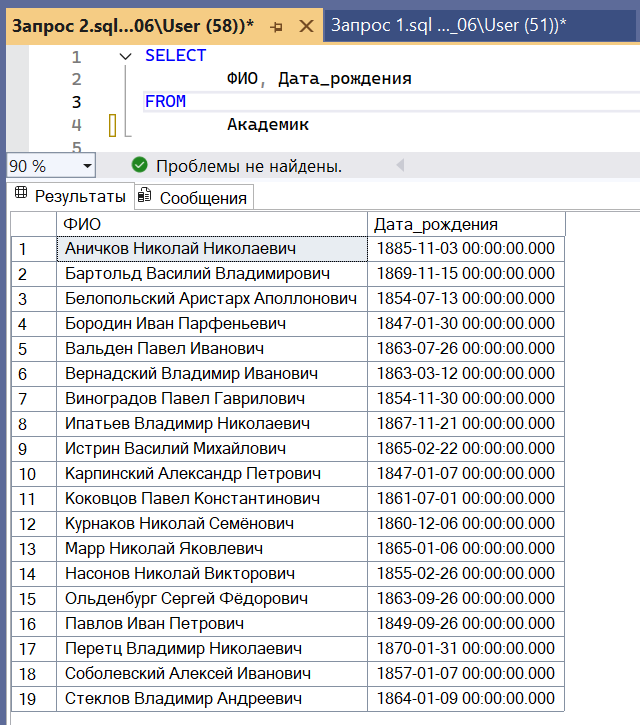 Запрос 2.sql...06\User (58))* Запрос 1.sql ..._06\User (51))*
1 SELECT
2 ФИО, Дата_рождения
3 FROM
4 Академик
5
90 % Проблемы не найдены.
Результаты Сообщения
ФИО Дата_рождения
1 Аничков Николай Николаевич 1885-11-03 00:00:00.000
2 Бартольд Василий Владимирович 1869-11-15 00:00:00.000
3 Белопольский Аристарх Аполлонович 1854-07-13 00:00:00.000
4 Бородин Иван Парфеньевич 1847-01-30 00:00:00.000
5 Вальден Павел Иванович 1863-07-26 00:00:00.000
6 Вернадский Владимир Иванович 1863-03-12 00:00:00.000
7 Виноградов Павел Гаврилович 1854-11-30 00:00:00.000
8 Ипатьев Владимир Николаевич 1867-11-21 00:00:00.000
9 Истрин Василий Михайлович 1865-02-22 00:00:00.000
10 Карпинский Александр Петрович 1847-01-07 00:00:00.000
11 Коковцов Павел Константинович 1861-07-01 00:00:00.000
12 Курнаков Николай Семёнович 1860-12-06 00:00:00.000
13 Марр Николай Яковлевич 1865-01-06 00:00:00.000
14 Насонов Николай Викторович 1855-02-26 00:00:00.000
15 Ольденбург Сергей Фёдорович 1863-09-26 00:00:00.000
16 Павлов Иван Петрович 1849-09-26 00:00:00.000
17 Перетц Владимир Николаевич 1870-01-31 00:00:00.000
18 Соболевский Алексей Иванович 1857-01-07 00:00:00.000
19 Стеклов Владимир Андреевич 1864-01-09 00:00:00.000